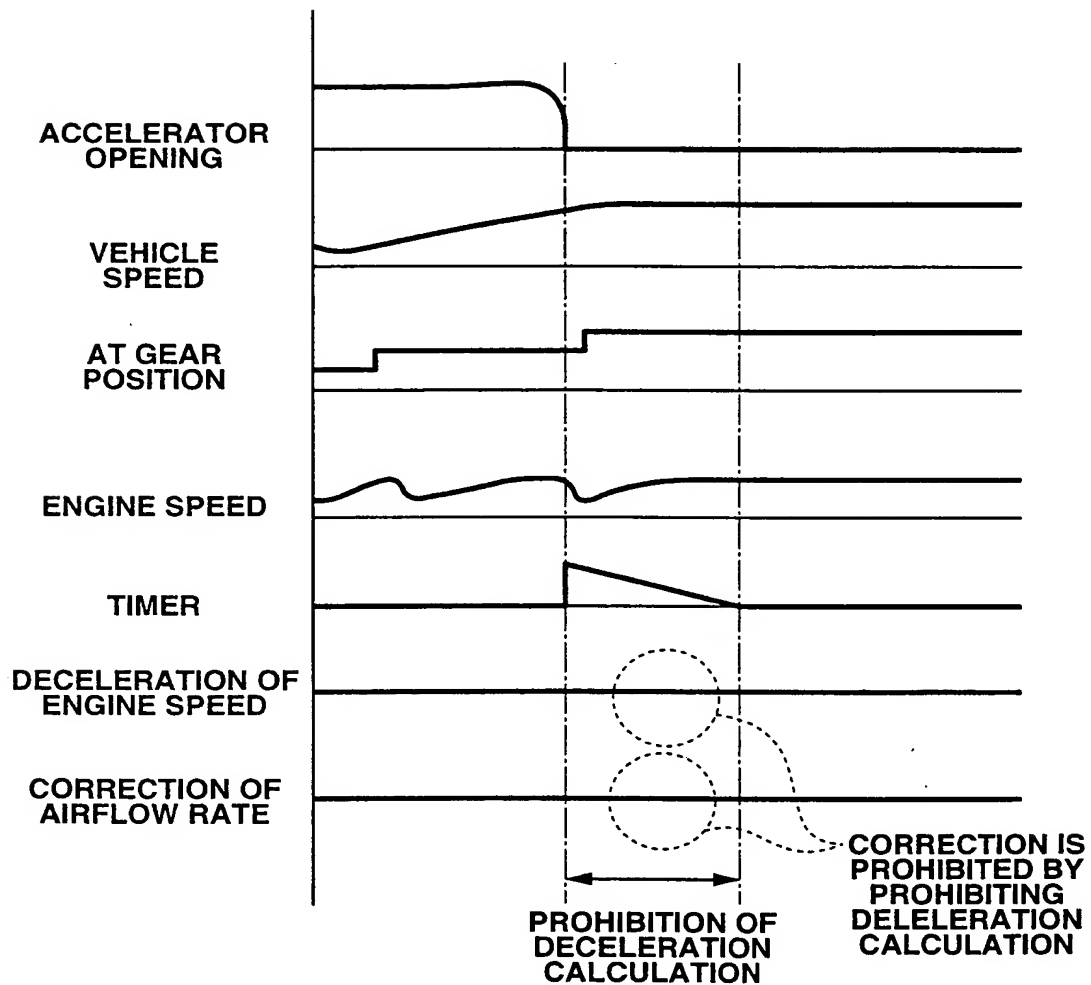 ACCELERATOR
OPENING
VEHICLE
SPEED
AT GEAR
POSITION
ENGINE SPEED
TIMER
DECELERATION OF
ENGINE SPEED
CORRECTION OF
AIRFLOW RATE
CORRECTION IS
PROHIBITED BY
PROHIBITING
DELELERATION
CALCULATION
PROHIBITION OF
DECELERATION
CALCULATION